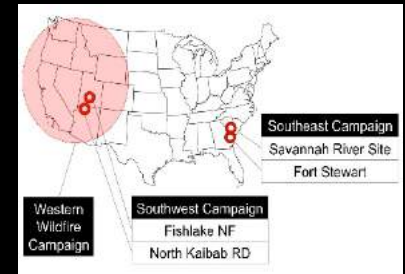 Southeast Campaign
Savannah River Site
Fort Stewart
Western
Wildfire
Campaign
Southwest Campaign
Fishlake NF
North Kaibab RD